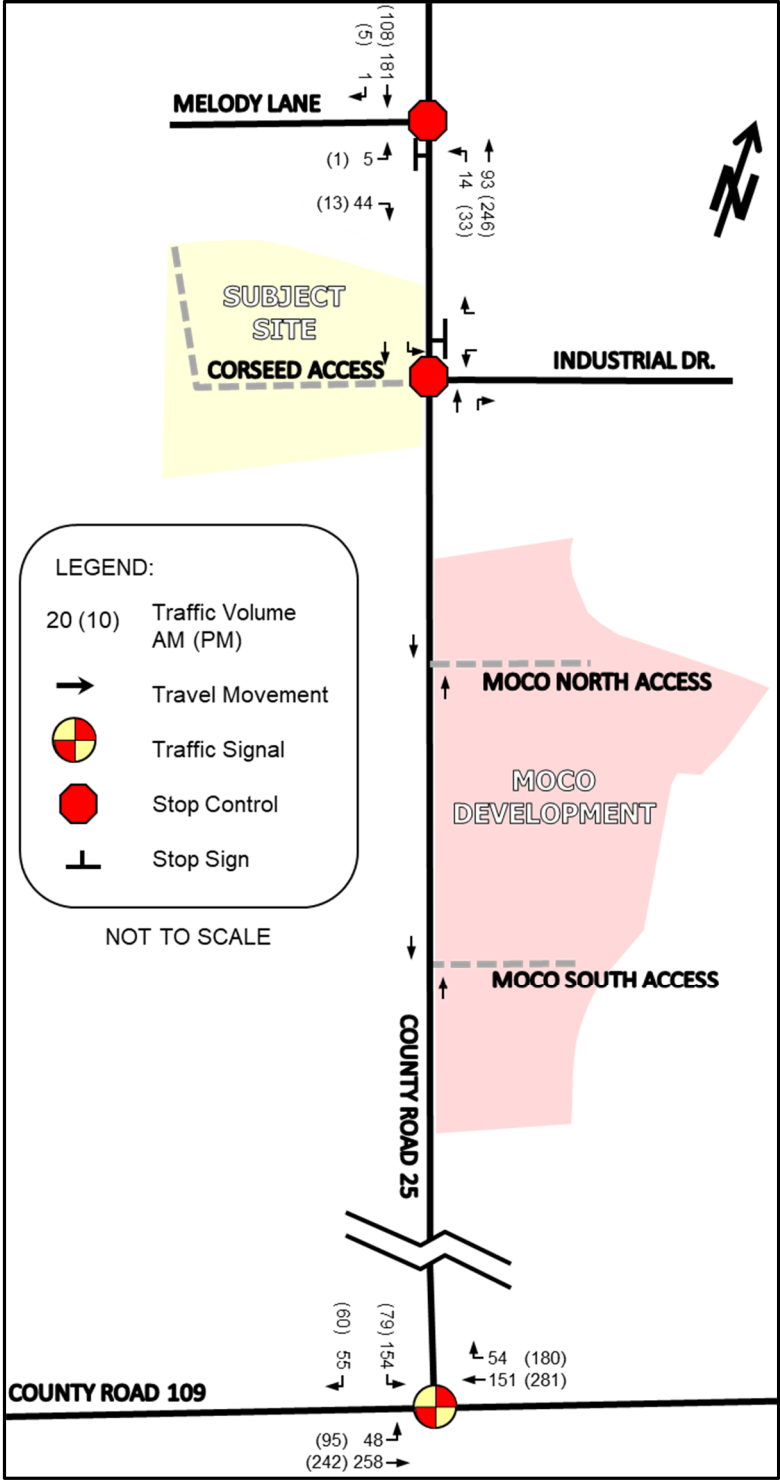 (108) 181
(5) 1
MELODY LANE
(1) 5
(13) 44
93 (246)
14 (33)
N
SUBJECT
SITE
CORSEED ACCESS
INDUSTRIAL DR.
LEGEND:
20 (10) Traffic Volume
AM (PM)
Travel Movement
Traffic Signal
Stop Control
Stop Sign
NOT TO SCALE
MOCO NORTH ACCESS
MOCO
DEVELOPMENT
MOCO SOUTH ACCESS
COUNTY ROAD 25
(60) 55
(79) 154
54 (180)
151 (281)
COUNTY ROAD 109
(95) 48
(242) 258